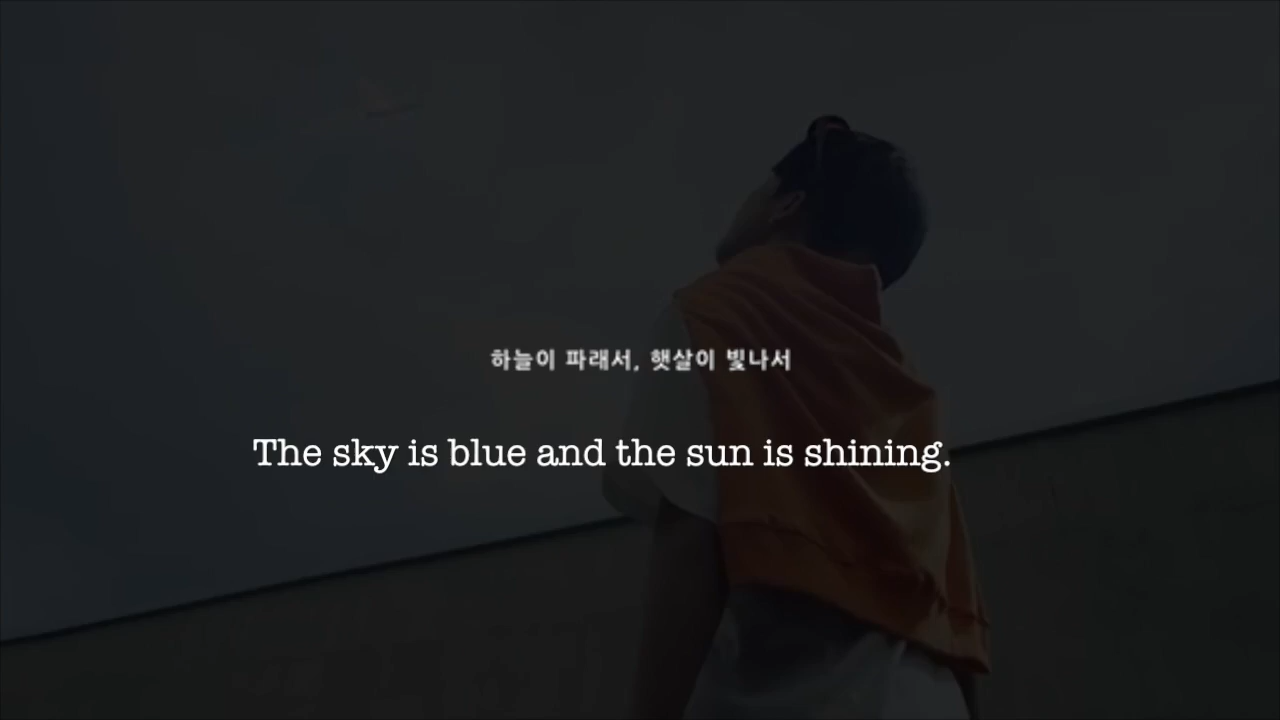 하늘이 파래서, 햇살이 빛나서
The sky is blue and the sun is shining.